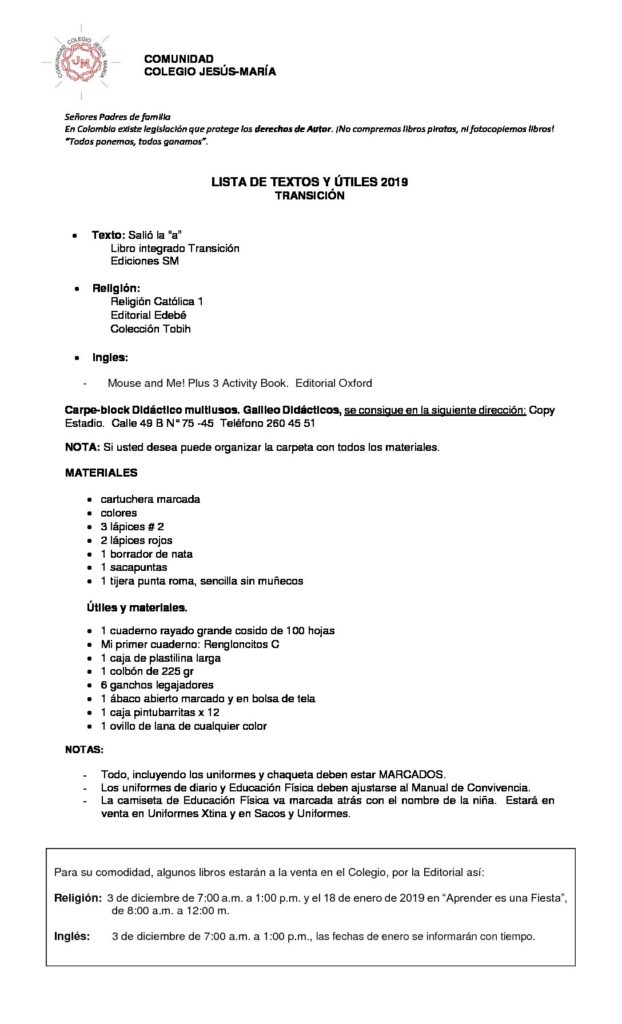 COMUNIDAD COLEGIO JESÚS MARÍA
JM
COMUNIDAD
COLEGIO JESÚS-MARÍA
Señores Padres de familia
En Colombia existe legislación que protege los derechos de Autor. ¡No compremos libros piratas, ni fotocopiemos libros!
"Todos ponemos, todos ganamos".
LISTA DE TEXTOS Y ÚTILES 2019
TRANSICIÓN
• Texto: Salió la "a"
Libro integrado Transición
Ediciones SM
• Religión:
Religión Católica 1
Editorial Edebé
Colección Tobih
• Ingles:
- Mouse and Me! Plus 3 Activity Book. Editorial Oxford
Carpe-block Didáctico multiusos. Galileo Didácticos, se consigue en la siguiente dirección: Copy
Estadio. Calle 49 B N° 75 -45 Teléfono 260 45 51
NOTA: Si usted desea puede organizar la carpeta con todos los materiales.
MATERIALES
• cartuchera marcada
• colores
• 3 lápices # 2
• 2 lápices rojos
• 1 borrador de nata
• 1 sacapuntas
• 1 tijera punta roma, sencilla sin muñecos
Útiles y materiales.
• 1 cuaderno rayado grande cosido de 100 hojas
• Mi primer cuaderno: Rengloncitos C
• 1 caja de plastilina larga
• 1 colbón de 225 gr
• 6 ganchos legajadores
• 1 ábaco abierto marcado y en bolsa de tela
• 1 caja pintubarritas x 12
• 1 ovillo de lana de cualquier color
NOTAS:
- Todo, incluyendo los uniformes y chaqueta deben estar MARCADOS.
- Los uniformes de diario y Educación Física deben ajustarse al Manual de Convivencia.
- La camiseta de Educación Física va marcada atrás con el nombre de la niña. Estará en
venta en Uniformes Xtina y en Sacos y Uniformes.
Para su comodidad, algunos libros estarán a la venta en el Colegio, por la Editorial así:
Religión: 3 de diciembre de 7:00 a.m. a 1:00 p.m. y el 18 de enero de 2019 en "Aprender es una Fiesta",
de 8:00 a.m. a 12:00 m.
Inglés: 3 de diciembre de 7:00 a.m. a 1:00 p.m., las fechas de enero se informarán con tiempo.